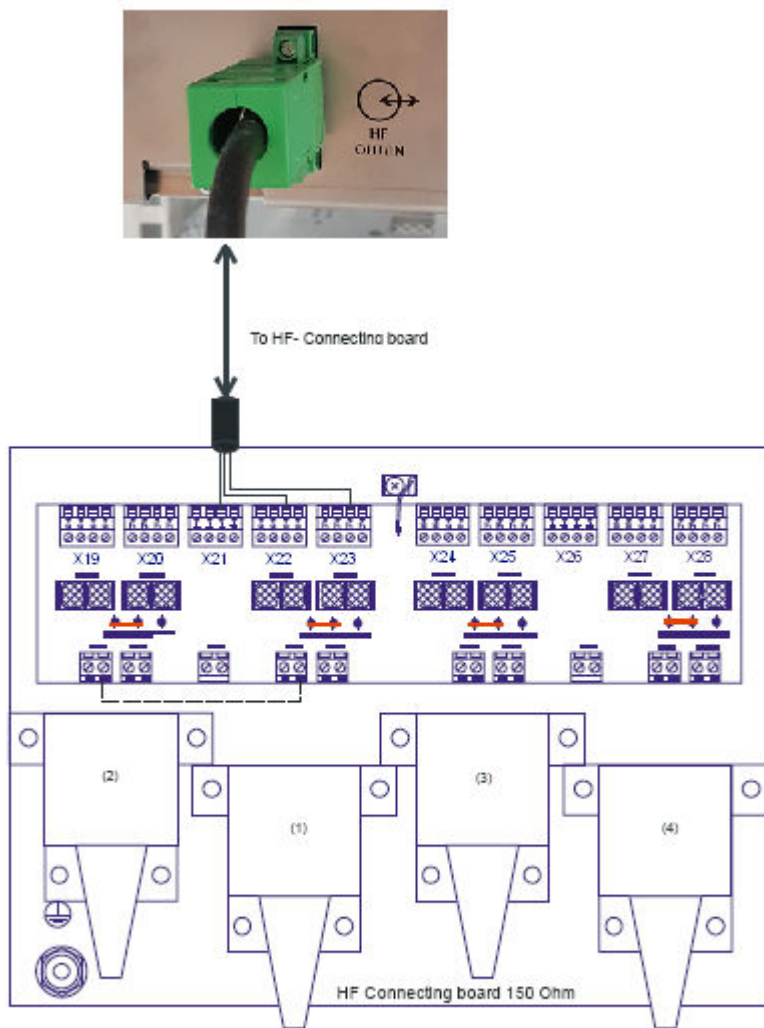 HF
To HF- Connecting board
X19 X20 X21 X22 X23 X24 X25 X26 X27 X28
(2)
(3)
(1)
(4)
HF Connecting board 150 Ohm